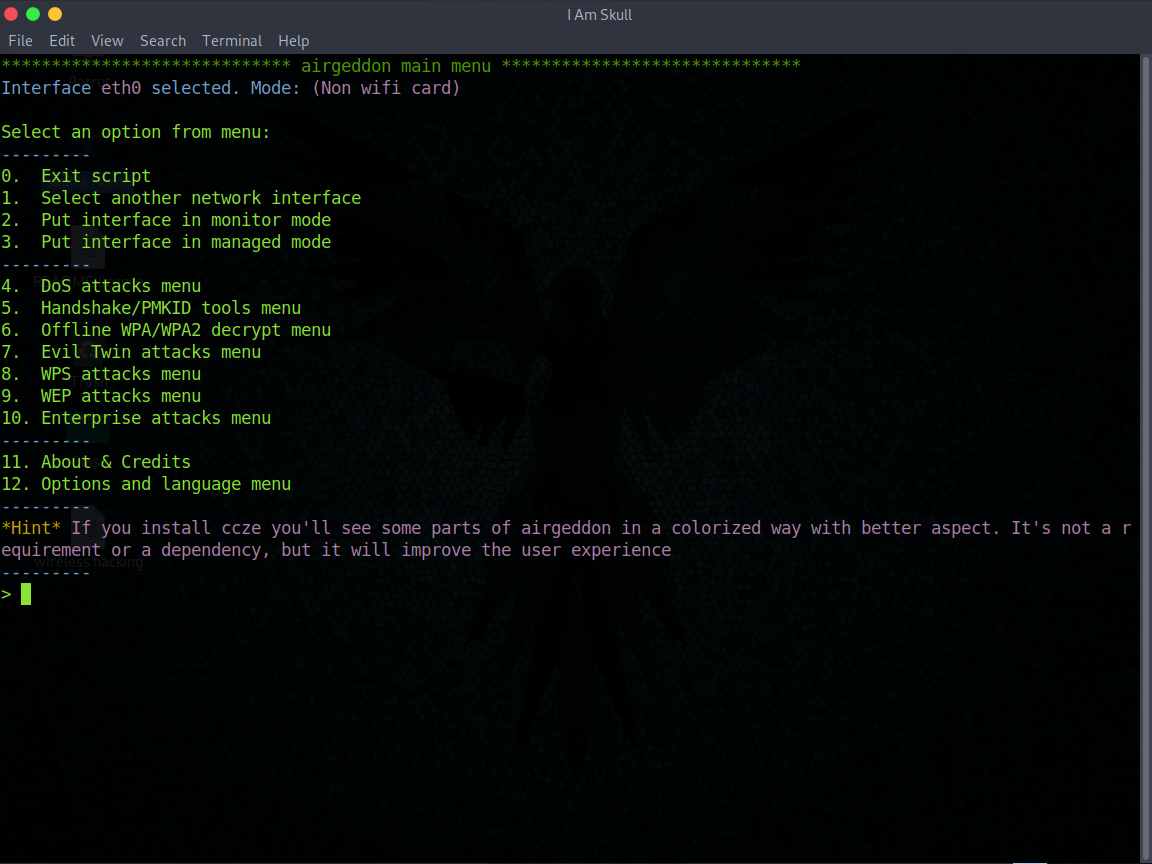 I Am Skull
File Edit View Search Terminal Help
***************************** airgeddon main menu ******************************
Interface eth0 selected. Mode: (Non wifi card)
Select an option from menu:
---------
0. Exit script
1. Select another network interface
2. Put interface in monitor mode
3. Put interface in managed mode
---------
4. DoS attacks menu
5. Handshake/PMKID tools menu
6. Offline WPA/WPA2 decrypt menu
7. Evil Twin attacks menu
8. WPS attacks menu
9. WEP attacks menu
10. Enterprise attacks menu
---------
11. About & Credits
12. Options and language menu
---------
*Hint* If you install ccze you'll see some parts of airgeddon in a colorized way with better aspect. It's not a r
equirement or a dependency, but it will improve the user experience
wireless hacking
---------
>